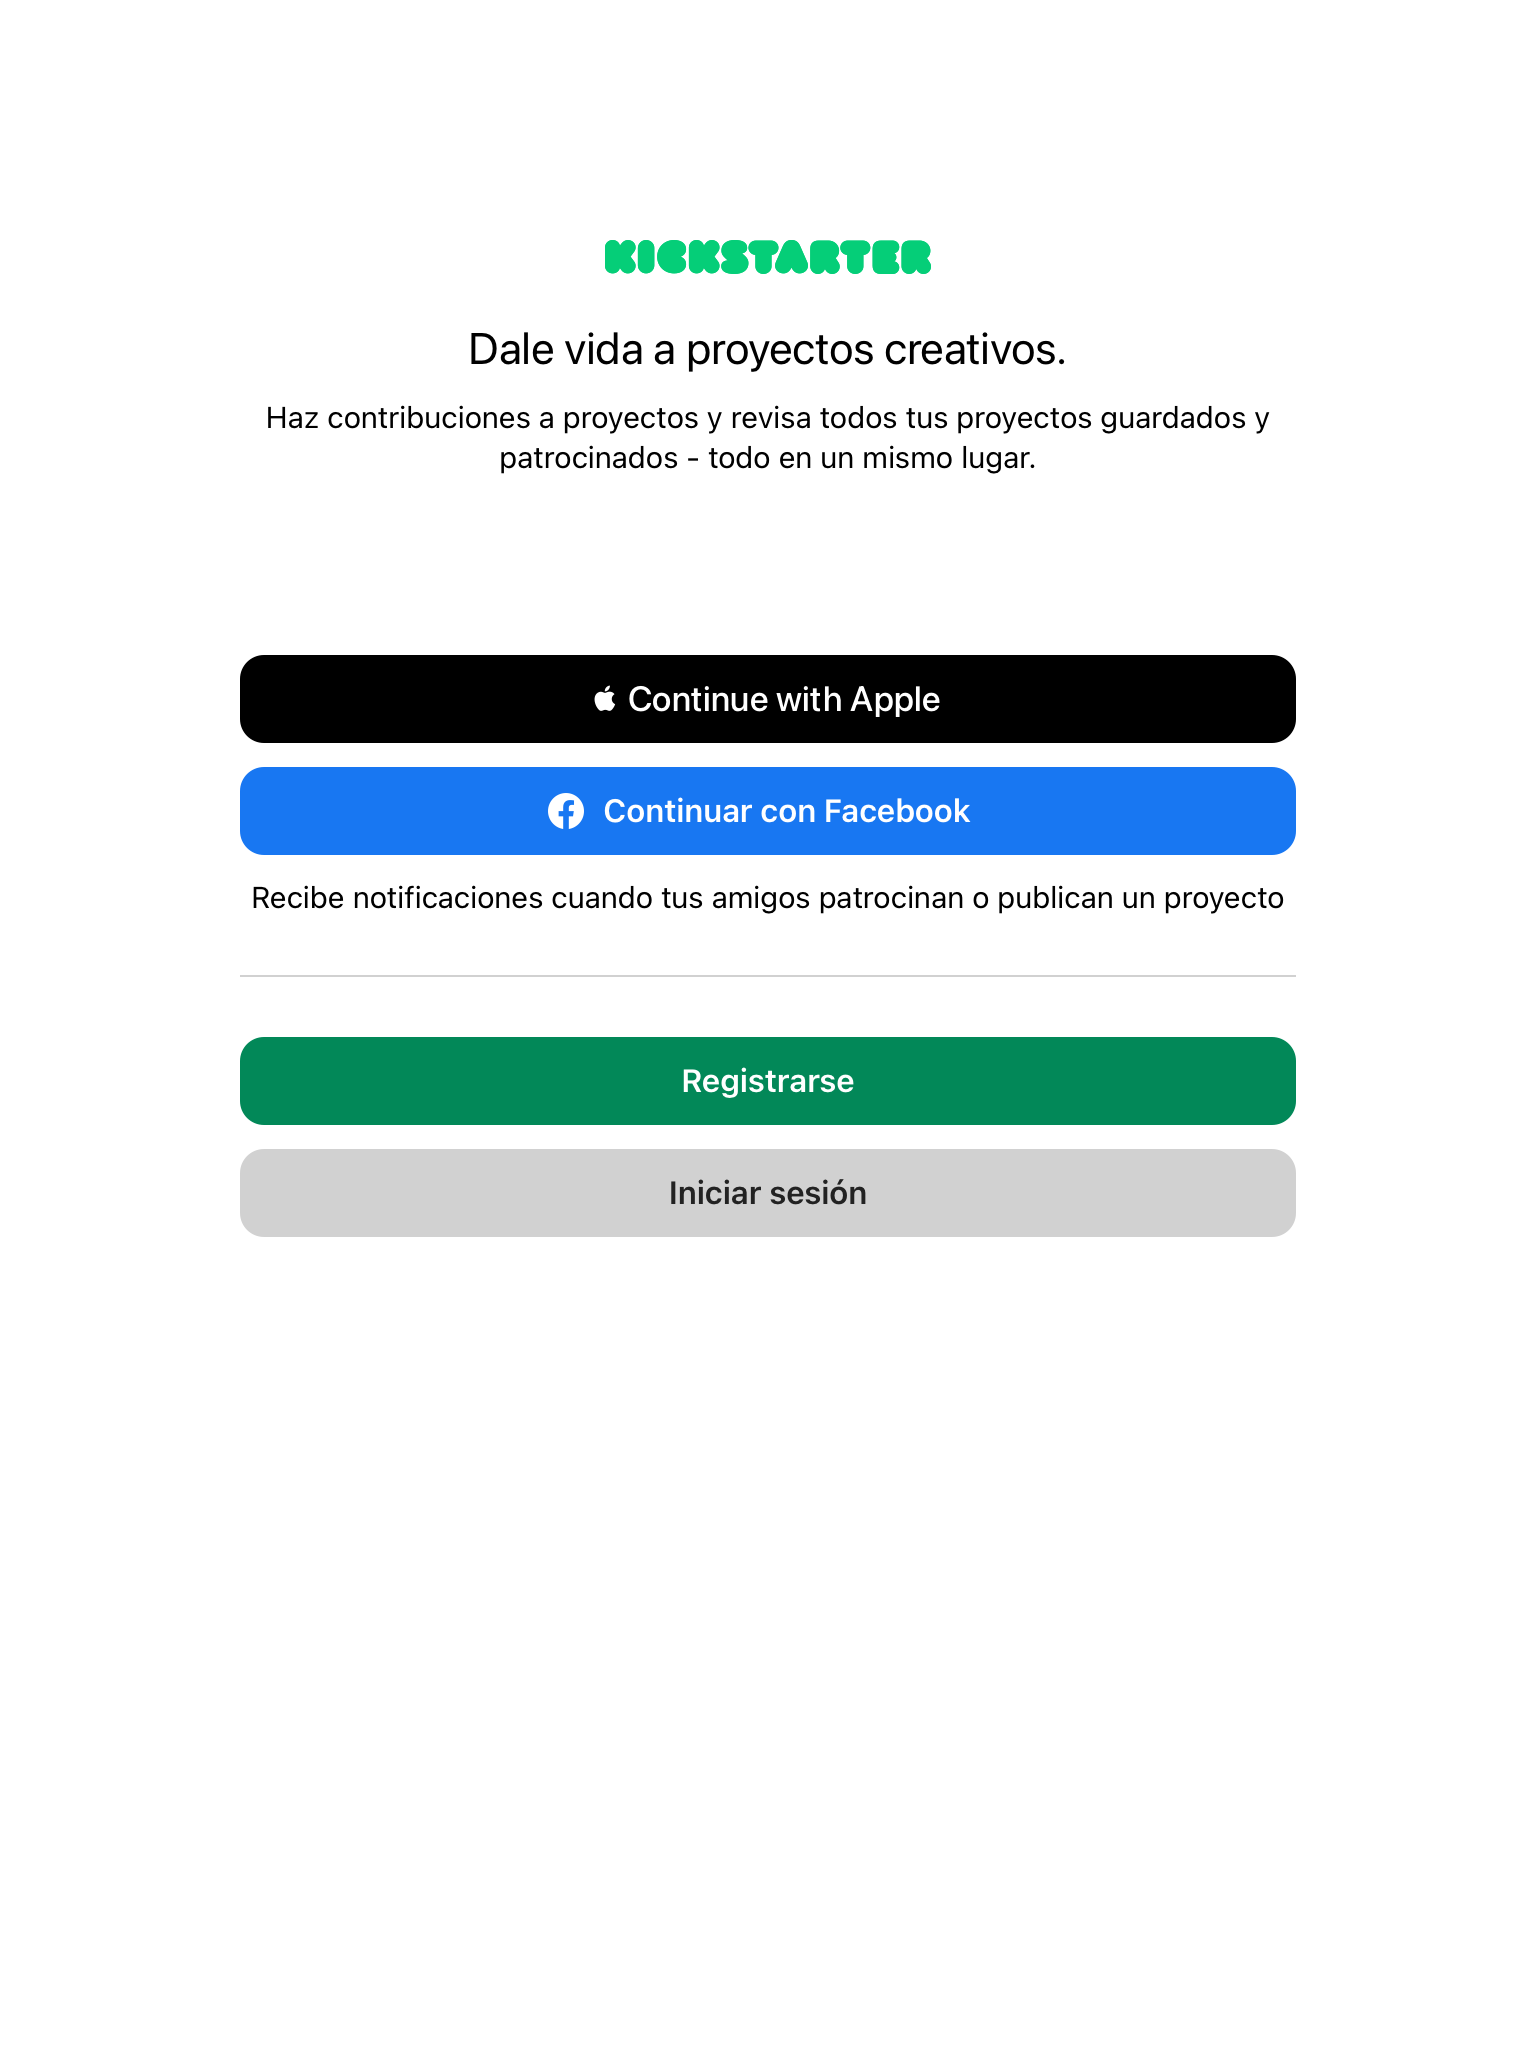 KICKSTARTER
Dale vida a proyectos creativos.
Haz contribuciones a proyectos y revisa todos tus proyectos guardados y
patrocinados - todo en un mismo lugar.
Continue with Apple
Continuar con Facebook
Recibe notificaciones cuando tus amigos patrocinan o publican un proyecto
Registrarse
Iniciar sesión